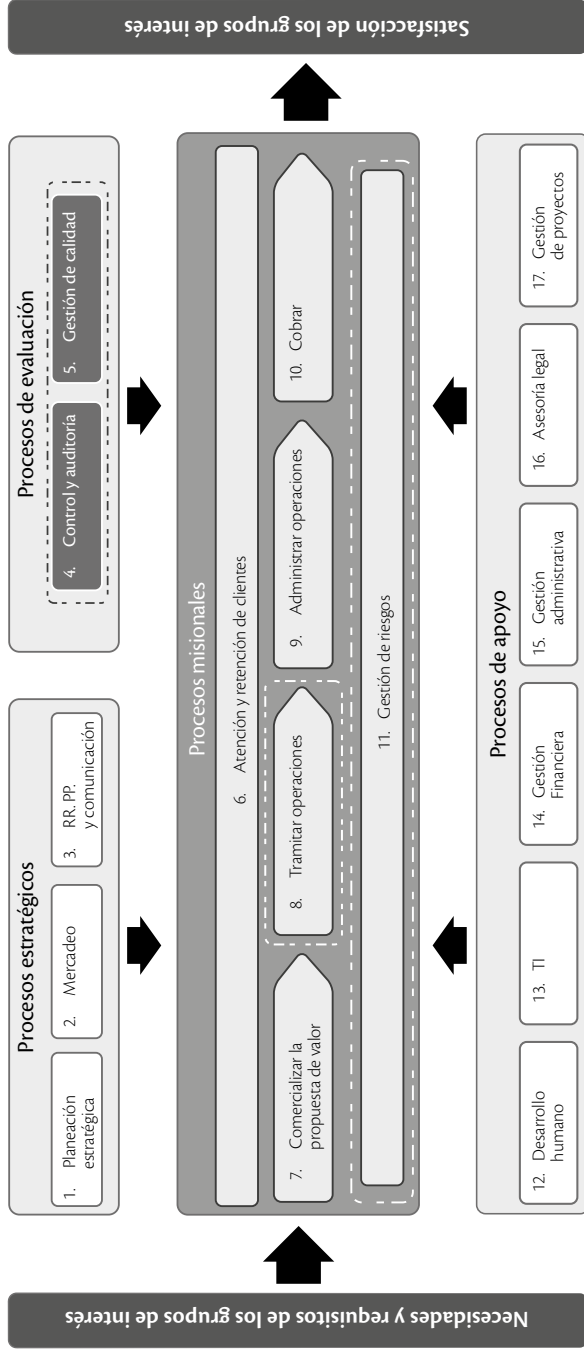 Necesidades y requisitos de los grupos de interés
Procesos estratégicos
1. Planeación
estratégica
2. Mercadeo
3. RR. PP.
y comunicación
Procesos de evaluación
4. Control y auditoría
5. Gestión de calidad
Procesos misionales
6. Atención y retención de clientes
7. Comercializar la
propuesta de valor
8. Tramitar operaciones
9. Administrar operaciones
10. Cobrar
11. Gestión de riesgos
Procesos de apoyo
12. Desarrollo
humano
13. TI
14. Gestión
Financiera
15. Gestión
administrativa
16. Asesoría legal
17. Gestión
de proyectos
Satisfacción de los grupos de interés